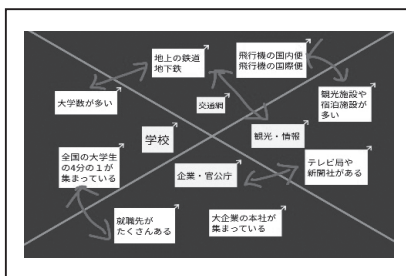 地上の鉄道
地下鉄
飛行機の国内便
飛行機の国際便
大学数が多い
交通網
観光施設や
宿泊施設が
多い
学校
観光・情報
全国の大学生
の4分の1が
集まっている
企業・官公庁
テレビ局や
新聞社がある
就職先が
たくさんある
大企業の本社が
集まっている